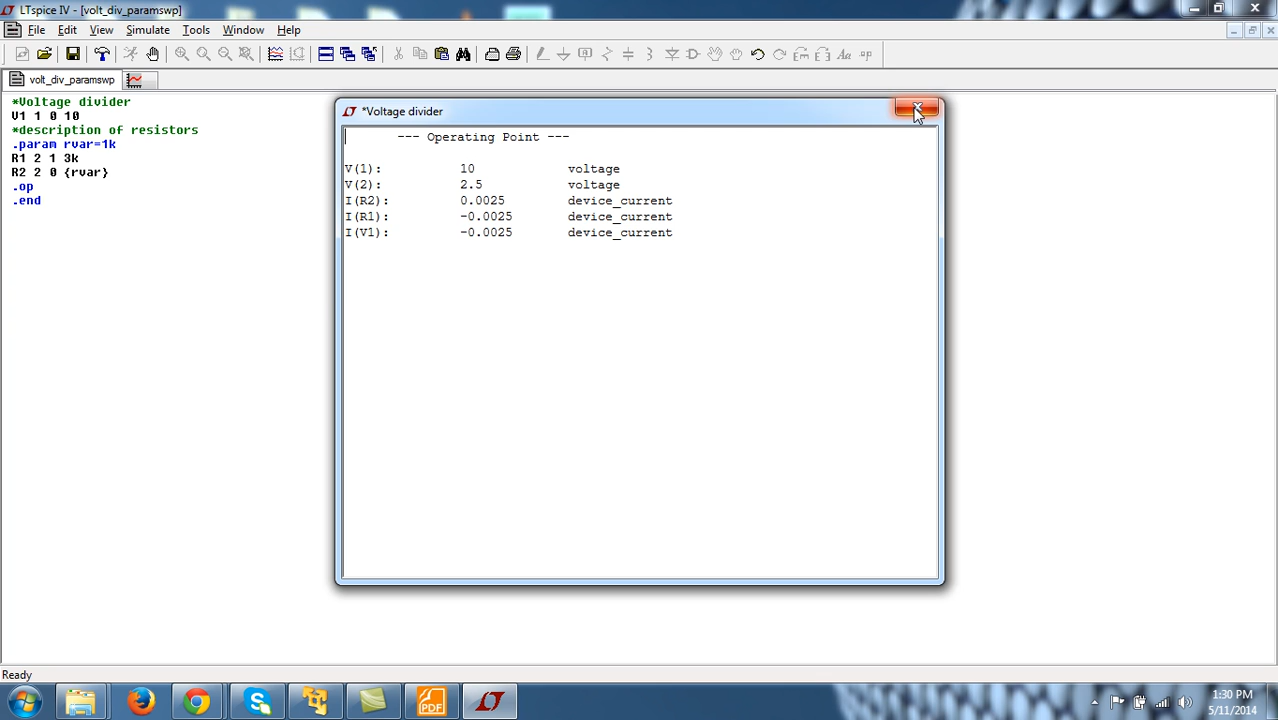 LTspice IV - [volt_div_paramswp]
File Edit View Simulate Tools Window Help
volt_div_paramswp
*Voltage divider
V1 1 0 10
*description of resistors
.param rvar=1k
R1 2 1 3k
R2 2 0 {rvar}
.op
.end
*Voltage divider
--- Operating Point ---
V(1): 10 voltage
V(2): 2.5 voltage
I(R2): 0.0025 device_current
I(R1): -0.0025 device_current
I(V1): -0.0025 device_current
Ready
PDF
1:30 PM
5/11/2014